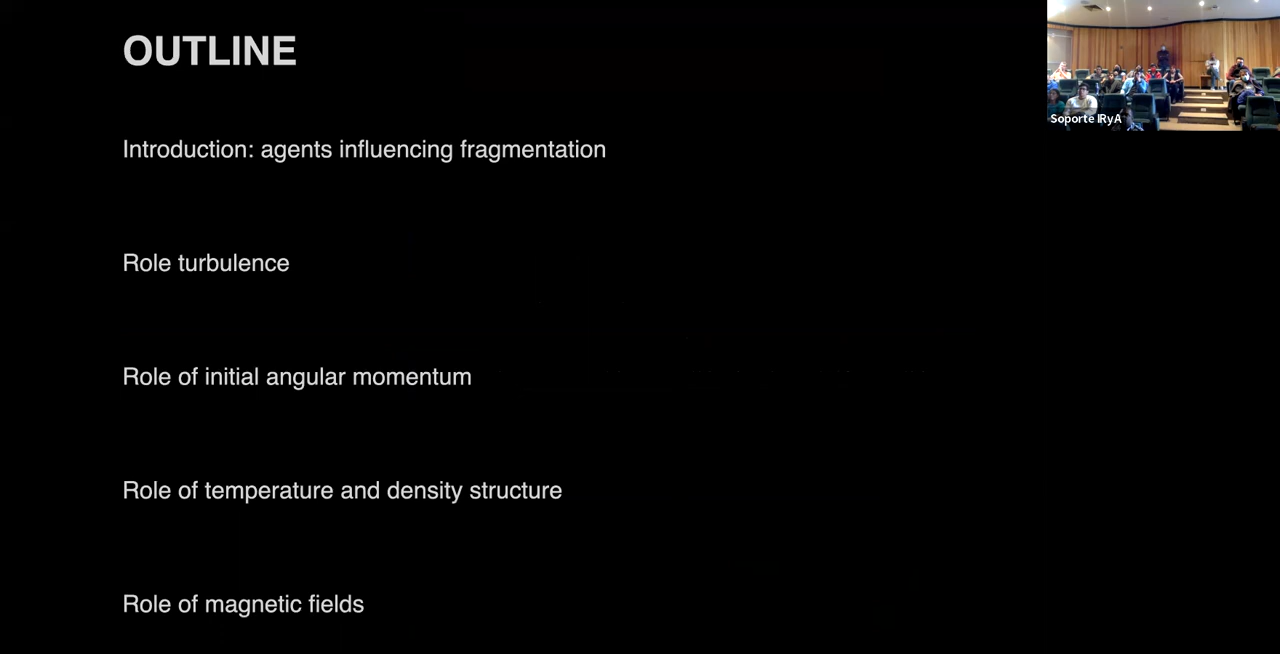 OUTLINE
Soporte IRyA
Introduction: agents influencing fragmentation
Role turbulence
Role of initial angular momentum
Role of temperature and density structure
Role of magnetic fields